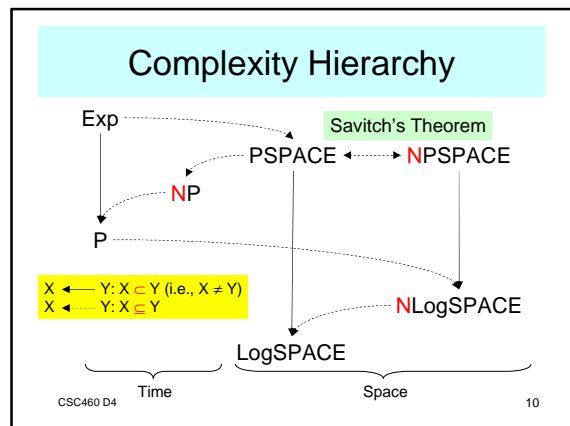 Complexity Hierarchy
Exp
Savitch's Theorem
PSPACE
NPSPACE
NP
P
X Y: X ⊂ Y (i.e., X ≠ Y)
X Y: X ⊆ Y
NLogSPACE
LogSPACE
Time
Space
CSC460 D4
10